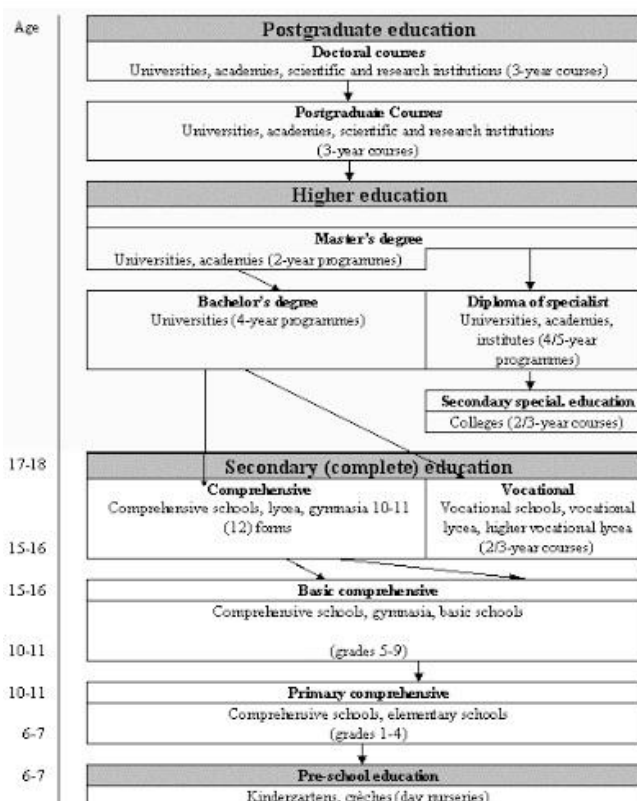 Age
Postgraduate education
Doctoral courses
Universities, academies, scientific and research institutions (3-year courses)
Postgraduate Courses
Universities, academies, scientific and research institutions
(3-year courses)
Higher education
Master's degree
Universities, academies (2-year programmes)
Bachelor's degree
Universities (4-year programmes)
Diploma of specialist
Universities, academies,
institutes (4/5-year
programmes)
Secondary special. education
Colleges (2/3-year courses)
17-18
Secondary (complete) education
Comprehensive
Comprehensive schools, lycea, gymnasia 10-11
(12) forms
Vocational
Vocational schools, vocational
lycea, higher vocational lycea
(2/3-year courses)
15-16
15-16
Basic comprehensive
Comprehensive schools, gymnasia, basic schools
10-11
(grades 5-9)
10-11
Primary comprehensive
Comprehensive schools, elementary schools
6-7
(grades 1-4)
6-7
Pre-school education
Kindergartens, crèches (day nurseries)